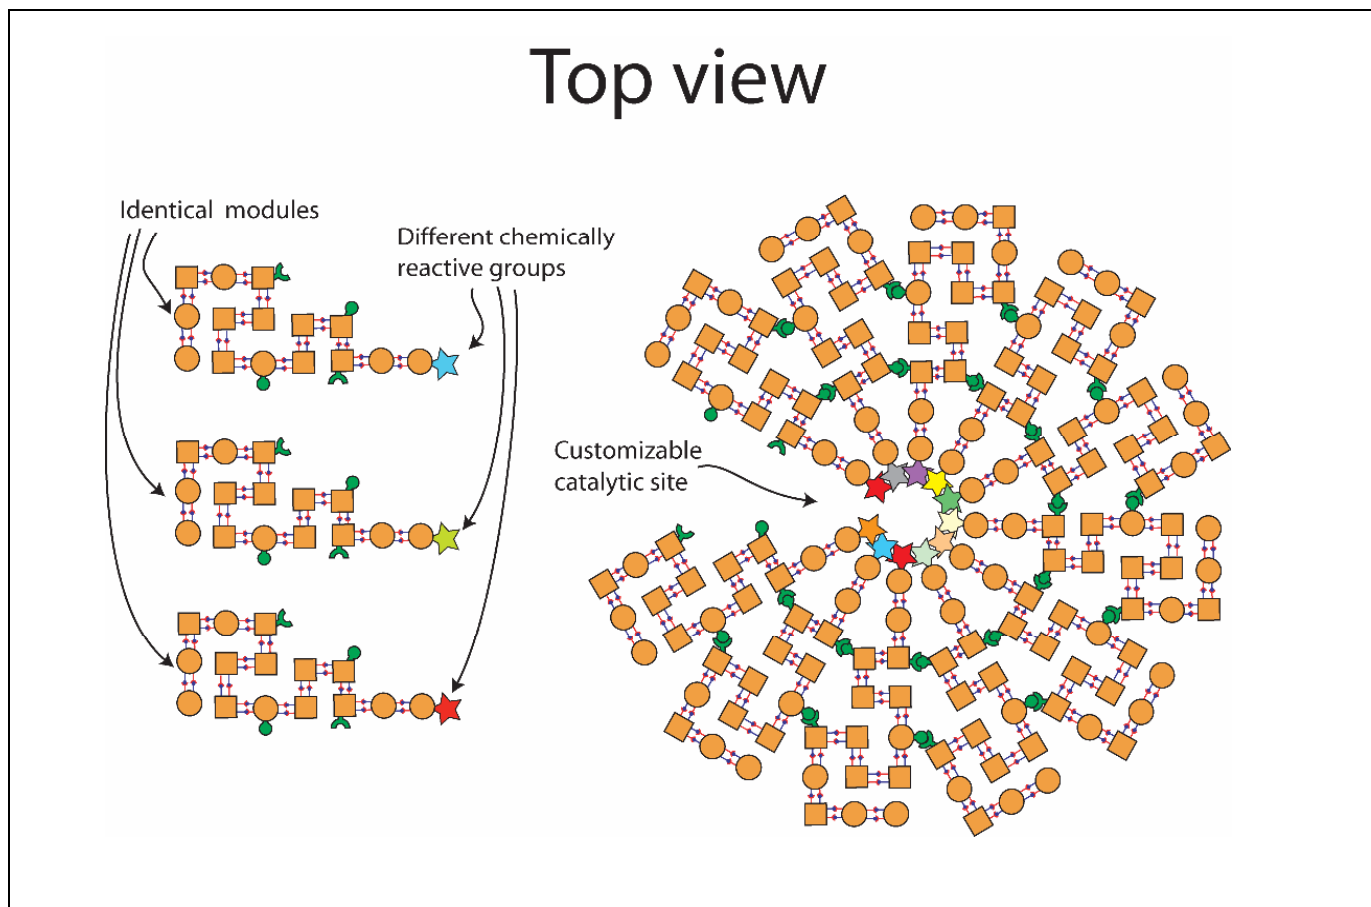 Top view
Identical modules
Different chemically
reactive groups
Customizable
catalytic site